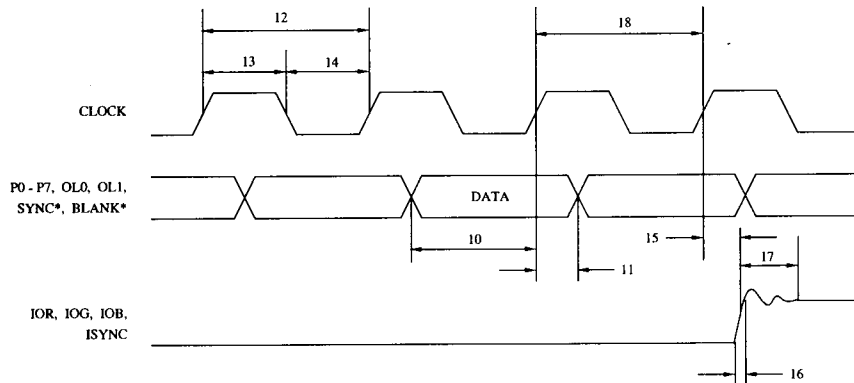 12
18
13
14
CLOCK
P0 - P7, OL0, OL1,
SYNC*, BLANK*
DATA
10
15
17
11
IOR, IOG, IOB,
ISYNC
16